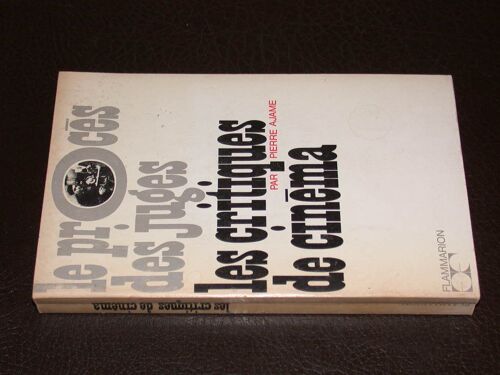 le procès
des juges
les critiques
de cinéma
PAR PIERRE AJAME
FLAMMARION
les critiques de cinéma